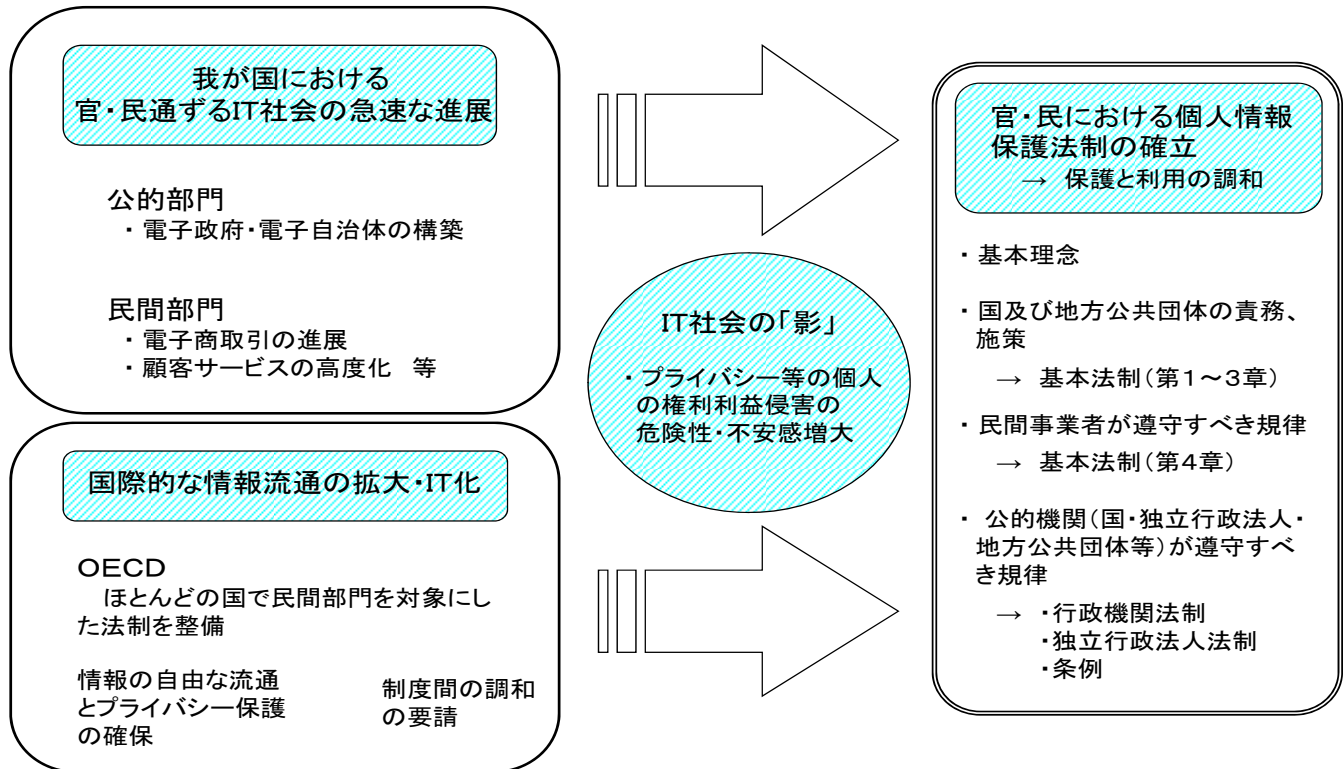 我が国における
官・民通ずるIT社会の急速な進展
公的部門
・電子政府・電子自治体の構築
民間部門
・電子商取引の進展
・顧客サービスの高度化　等
国際的な情報流通の拡大・IT化
OECD
ほとんどの国で民間部門を対象にし
た法制を整備
情報の自由な流通
とプライバシー保護
の確保
制度間の調和
の要請
IT社会の「影」
・プライバシー等の個人
の権利利益侵害の
危険性・不安感増大
官・民における個人情報
保護法制の確立
→　保護と利用の調和
・基本理念
・国及び地方公共団体の責務、
施策
→　基本法制（第1～3章）
・民間事業者が遵守すべき規律
→　基本法制（第4章）
・ 公的機関（国・独立行政法人・
地方公共団体等）が遵守すべ
き規律
→　・行政機関法制
・独立行政法人法制
・条例